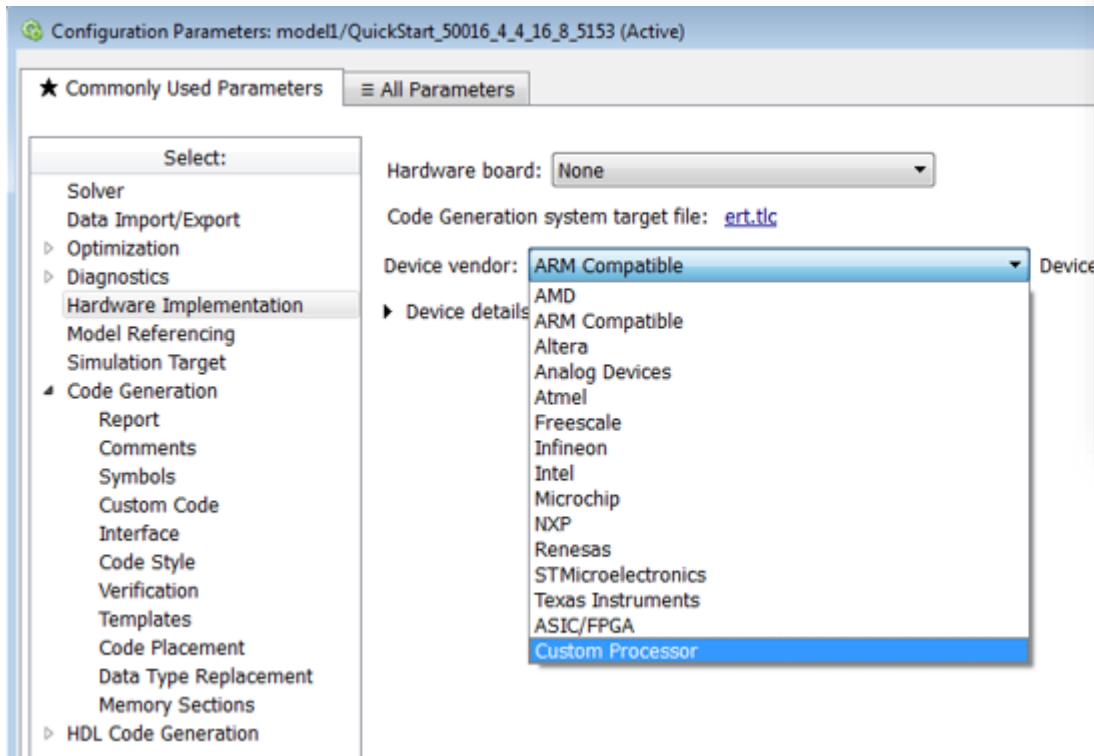 Configuration Parameters: model1/QuickStart_50016_4_4_16_8_5153 (Active)
★ Commonly Used Parameters
≡ All Parameters
Select:
Solver
Data Import/Export
Optimization
Diagnostics
Hardware Implementation
Model Referencing
Simulation Target
Code Generation
Report
Comments
Symbols
Custom Code
Interface
Code Style
Verification
Templates
Code Placement
Data Type Replacement
Memory Sections
HDL Code Generation
Hardware board: None
Code Generation system target file: ert.tlc
Device vendor: ARM Compatible Device
Device details
AMD
ARM Compatible
Altera
Analog Devices
Atmel
Freescale
Infineon
Intel
Microchip
NXP
Renesas
STMicroelectronics
Texas Instruments
ASIC/FPGA
Custom Processor